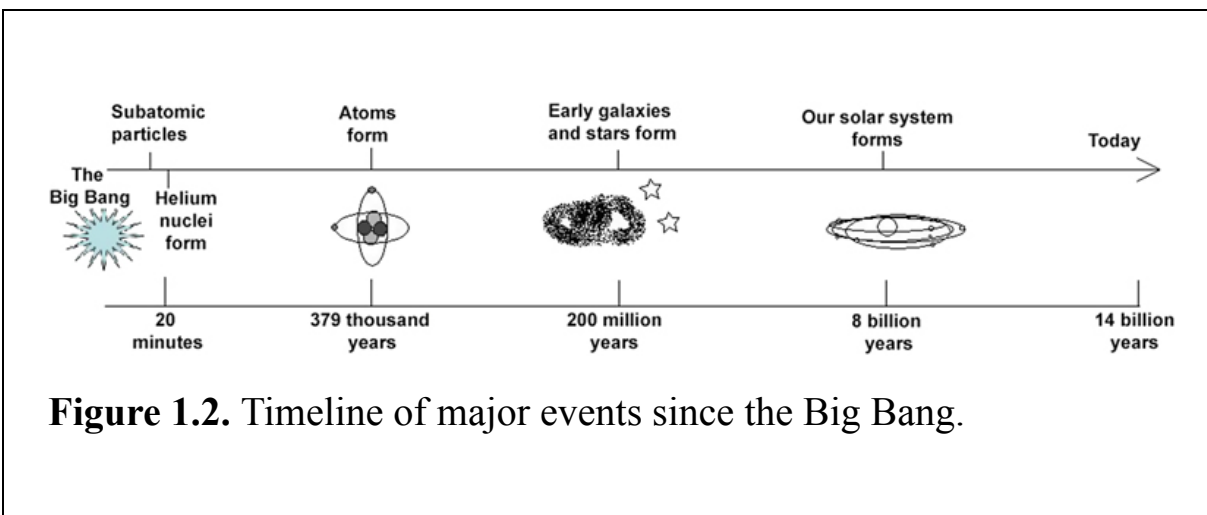 Subatomic
particles
Atoms
form
Early galaxies
and stars form
Our solar system
forms
Today
The
Big Bang
Helium
nuclei
form
20
minutes
379 thousand
years
200 million
years
8 billion
years
14 billion
years
Figure 1.2. Timeline of major events since the Big Bang.